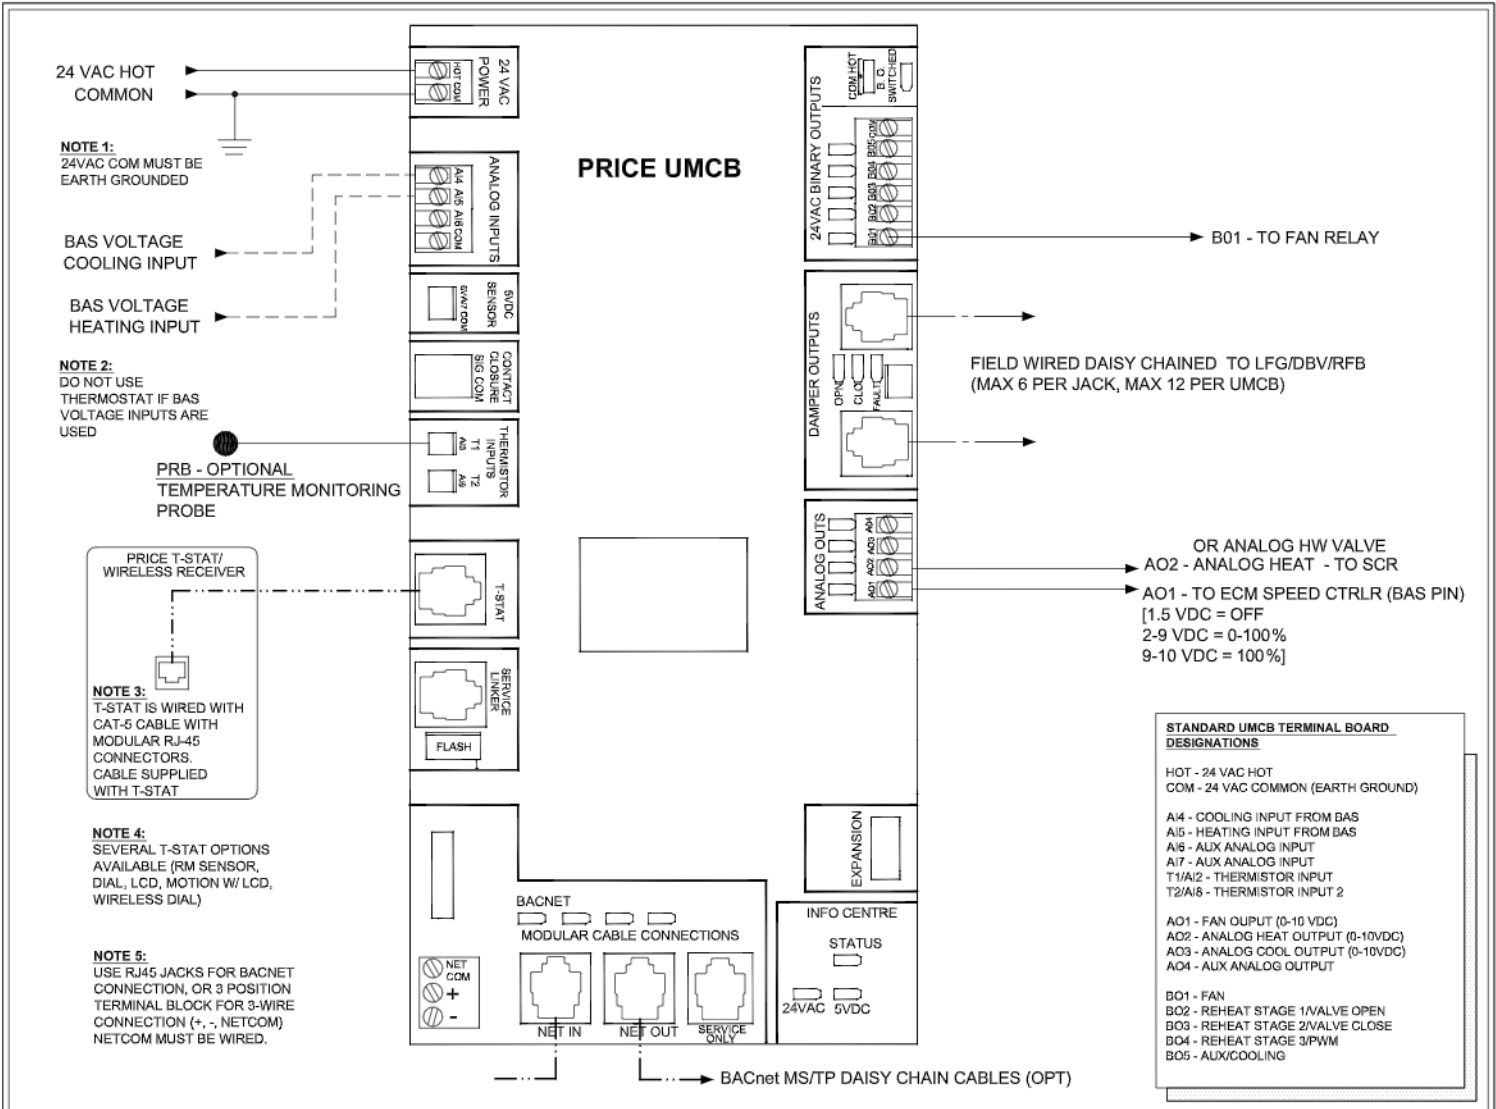 24 VAC HOT
COMMON
NOTE 1:
24VAC COM MUST BE
EARTH GROUNDED
BAS VOLTAGE
COOLING INPUT
BAS VOLTAGE
HEATING INPUT
NOTE 2:
DO NOT USE
THERMOSTAT IF BAS
VOLTAGE INPUTS ARE
USED
PRB - OPTIONAL
TEMPERATURE MONITORING
PROBE
PRICE T-STAT/
WIRELESS RECEIVER
NOTE 3:
T-STAT IS WIRED WITH
CAT-5 CABLE WITH
MODULAR RJ-45
CONNECTORS.
CABLE SUPPLIED
WITH T-STAT
NOTE 4:
SEVERAL T-STAT OPTIONS
AVAILABLE (RM SENSOR,
DIAL, LCD, MOTION W/ LCD,
WIRELESS DIAL)
NOTE 5:
USE RJ45 JACKS FOR BACNET
CONNECTION, OR 3 POSITION
TERMINAL BLOCK FOR 3-WIRE
CONNECTION (+, -, NETCOM)
NETCOM MUST BE WIRED.
PRICE UMCB
24 VAC
POWER
HOT COM
ANALOG INPUTS
AI4 AI5 AI6 COM
5VDC
SENSOR
5V AI7 COM
CONTACT
CLOSURE
SIG COM
THERMISTOR
INPUTS
T1
T2
AI8
T-STAT
SERVICE
LINKER
FLASH
BACNET
MODULAR CABLE CONNECTIONS
NET
COM
+
-
NET IN
NET OUT
SERVICE
ONLY
24VAC BINARY OUTPUTS
COM HOT
B. O.
SWITCHED
B05
B04
B03
B02
B01
DAMPER OUTPUTS
OPN
CLO
FAULT
ANALOG OUTS
A04
A03
A02
A01
EXPANSION
INFO CENTRE
STATUS
24VAC
5VDC
B01 - TO FAN RELAY
FIELD WIRED DAISY CHAINED TO LFG/DBV/RFB
(MAX 6 PER JACK, MAX 12 PER UMCB)
OR ANALOG HW VALVE
AO2 - ANALOG HEAT - TO SCR
AO1 - TO ECM SPEED CTRLR (BAS PIN)
[1.5 VDC = OFF
2-9 VDC = 0-100%
9-10 VDC = 100%]
STANDARD UMCB TERMINAL BOARD
DESIGNATIONS
HOT - 24 VAC HOT
COM - 24 VAC COMMON (EARTH GROUND)
AI4 - COOLING INPUT FROM BAS
AI5 - HEATING INPUT FROM BAS
AI6 - AUX ANALOG INPUT
AI7 - AUX ANALOG INPUT
T1/AI2 - THERMISTOR INPUT
T2/AI8 - THERMISTOR INPUT 2
AO1 - FAN OUPUT (0-10 VDC)
AO2 - ANALOG HEAT OUTPUT (0-10VDC)
AO3 - ANALOG COOL OUTPUT (0-10VDC)
AO4 - AUX ANALOG OUTPUT
BO1 - FAN
BO2 - REHEAT STAGE 1/VALVE OPEN
BO3 - REHEAT STAGE 2/VALVE CLOSE
BO4 - REHEAT STAGE 3/PWM
BO5 - AUX/COOLING
BACnet MS/TP DAISY CHAIN CABLES (OPT)